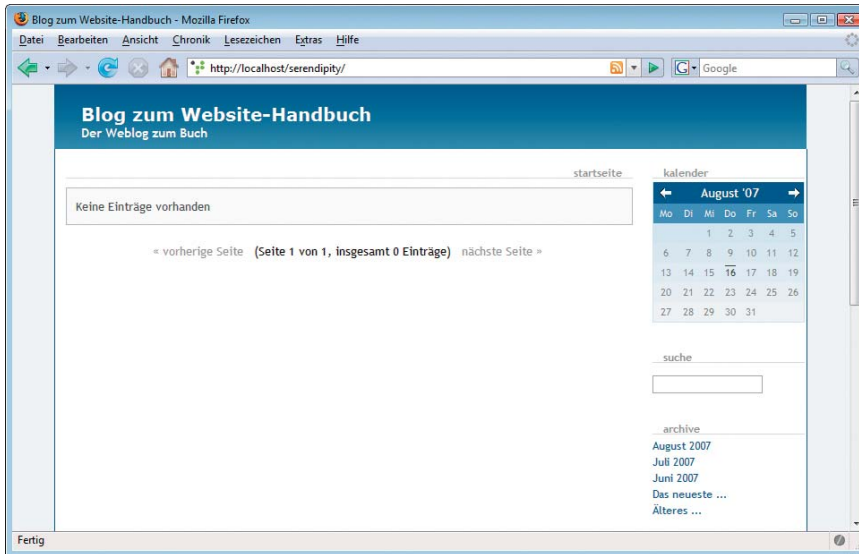 Blog zum Website-Handbuch - Mozilla Firefox
Datei Bearbeiten Ansicht Chronik Lesezeichen Extras Hilfe
http://localhost/serendipity/
G Google
Blog zum Website-Handbuch
Der Weblog zum Buch
startseite
Keine Einträge vorhanden
« vorherige Seite (Seite 1 von 1, insgesamt 0 Einträge) nächste Seite »
kalender
August '07
Mo Di Mi Do Fr Sa So
1 2 3 4 5
6 7 8 9 10 11 12
13 14 15 16 17 18 19
20 21 22 23 24 25 26
27 28 29 30 31
suche
archive
August 2007
Juli 2007
Juni 2007
Das neueste ...
Älteres ...
Fertig